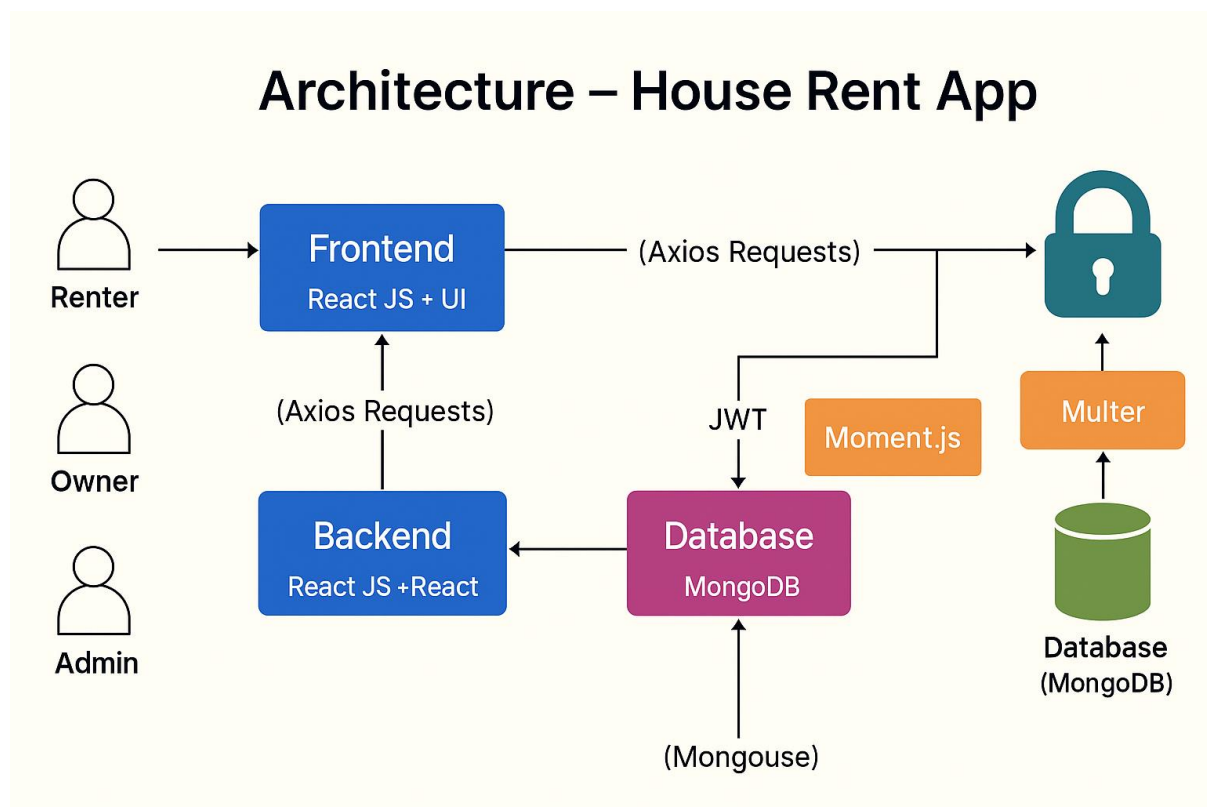 Architecture – House Rent App
Renter
Frontend
React JS + UI
(Axios Requests)
Owner
(Axios Requests)
JWT
Moment.js
Multer
Admin
Backend
React JS +React
Database
MongoDB
Database
(MongoDB)
(Mongouse)